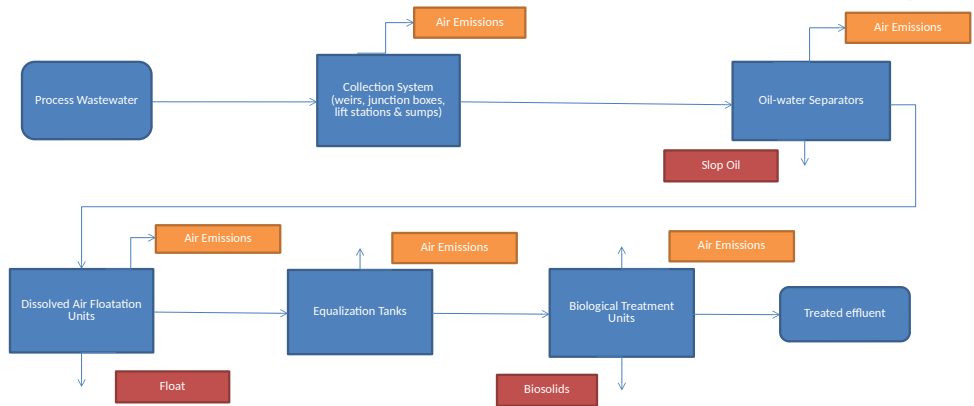 Air Emissions
Air Emissions
Process Wastewater
Collection System
(weirs, junction boxes,
lift stations & sumps)
Oil-water Separators
Slop Oil
Air Emissions
Air Emissions
Air Emissions
Dissolved Air Floatation
Units
Equalization Tanks
Biological Treatment
Units
Treated effluent
Float
Biosolids